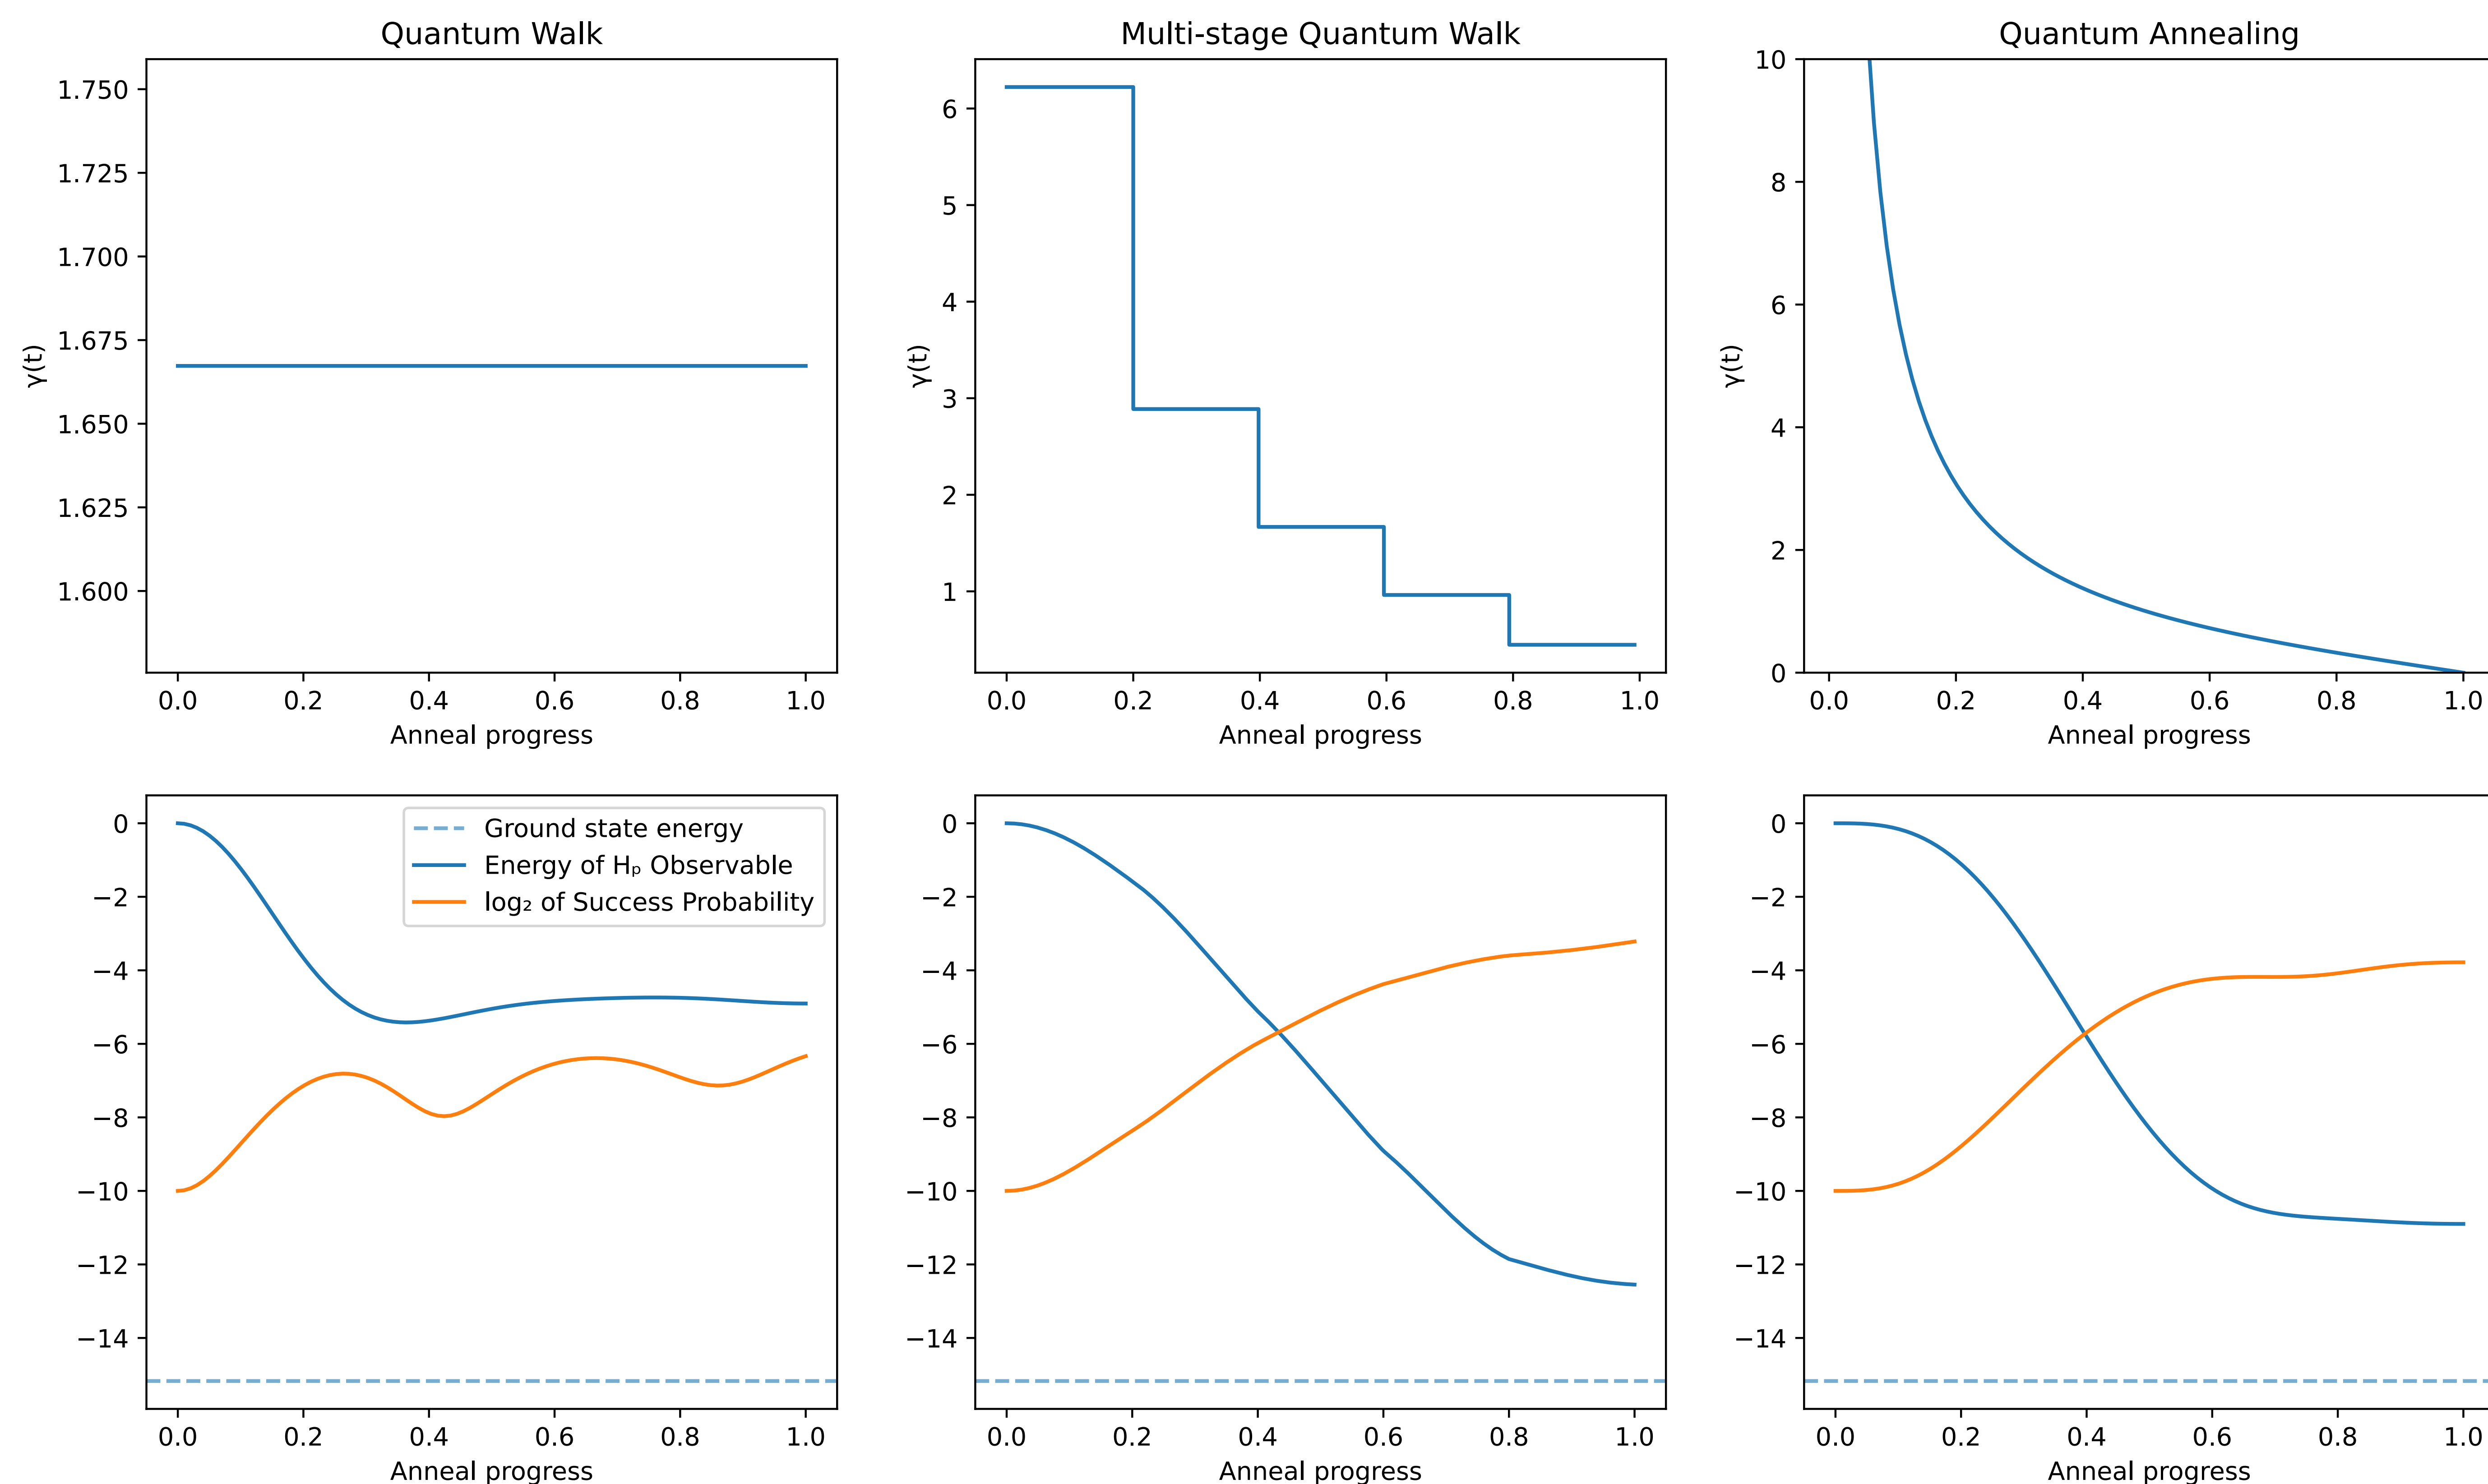 Quantum Walk
1.750
1.725
1.700
1.675
1.650
1.625
1.600
γ(t)
0.0 0.2 0.4 0.6 0.8 1.0
Anneal progress
Multi-stage Quantum Walk
6
5
4
3
2
1
γ(t)
0.0 0.2 0.4 0.6 0.8 1.0
Anneal progress
Quantum Annealing
10
8
6
4
2
0
γ(t)
0.0 0.2 0.4 0.6 0.8 1.0
Anneal progress
Ground state energy
Energy of Hₚ Observable
log₂ of Success Probability
0
−2
−4
−6
−8
−10
−12
−14
0.0 0.2 0.4 0.6 0.8 1.0
Anneal progress
0
−2
−4
−6
−8
−10
−12
−14
0.0 0.2 0.4 0.6 0.8 1.0
Anneal progress
0
−2
−4
−6
−8
−10
−12
−14
0.0 0.2 0.4 0.6 0.8 1.0
Anneal progress